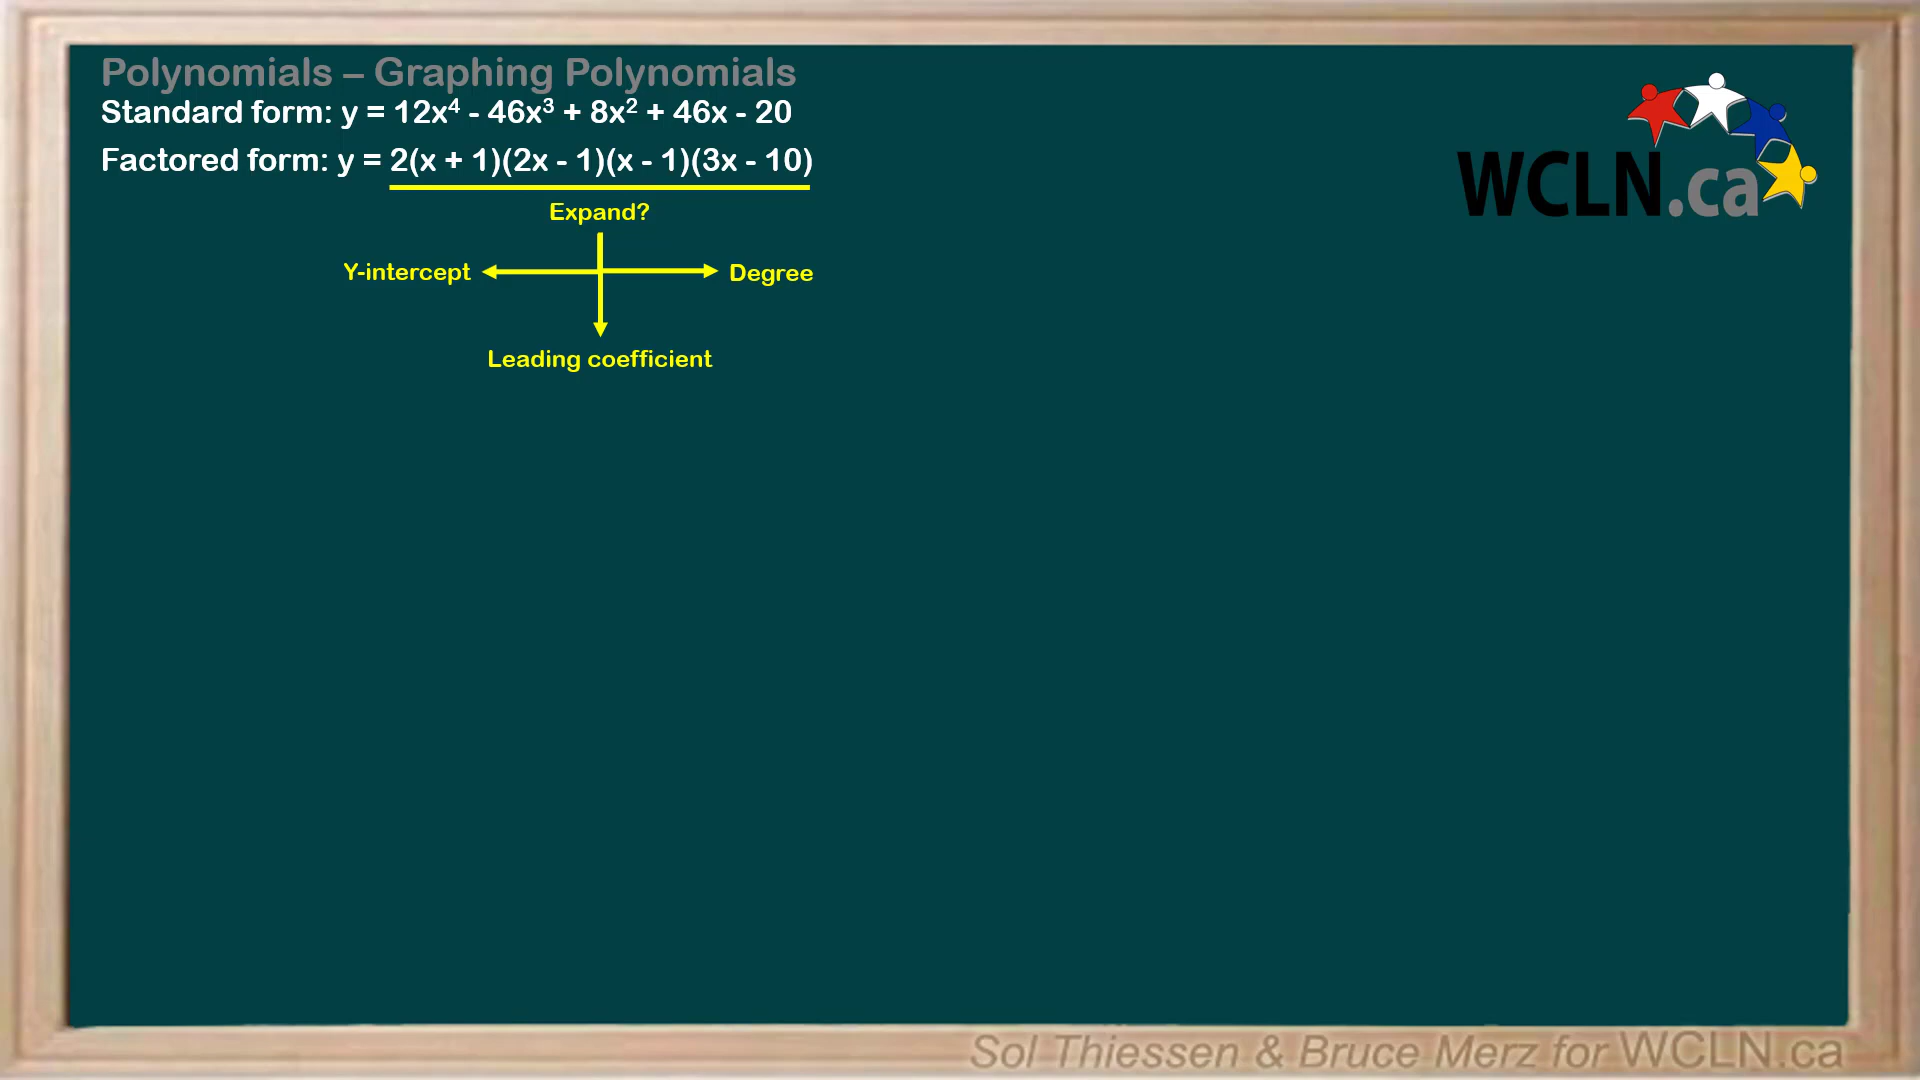 Polynomials – Graphing Polynomials
Standard form: y = 12x⁴ - 46x³ + 8x² + 46x - 20
Factored form: y = 2(x + 1)(2x - 1)(x - 1)(3x - 10)
WCLN.ca
Expand?
Y-intercept
Degree
Leading coefficient
Sol Thiessen & Bruce Merz for WCLN.ca